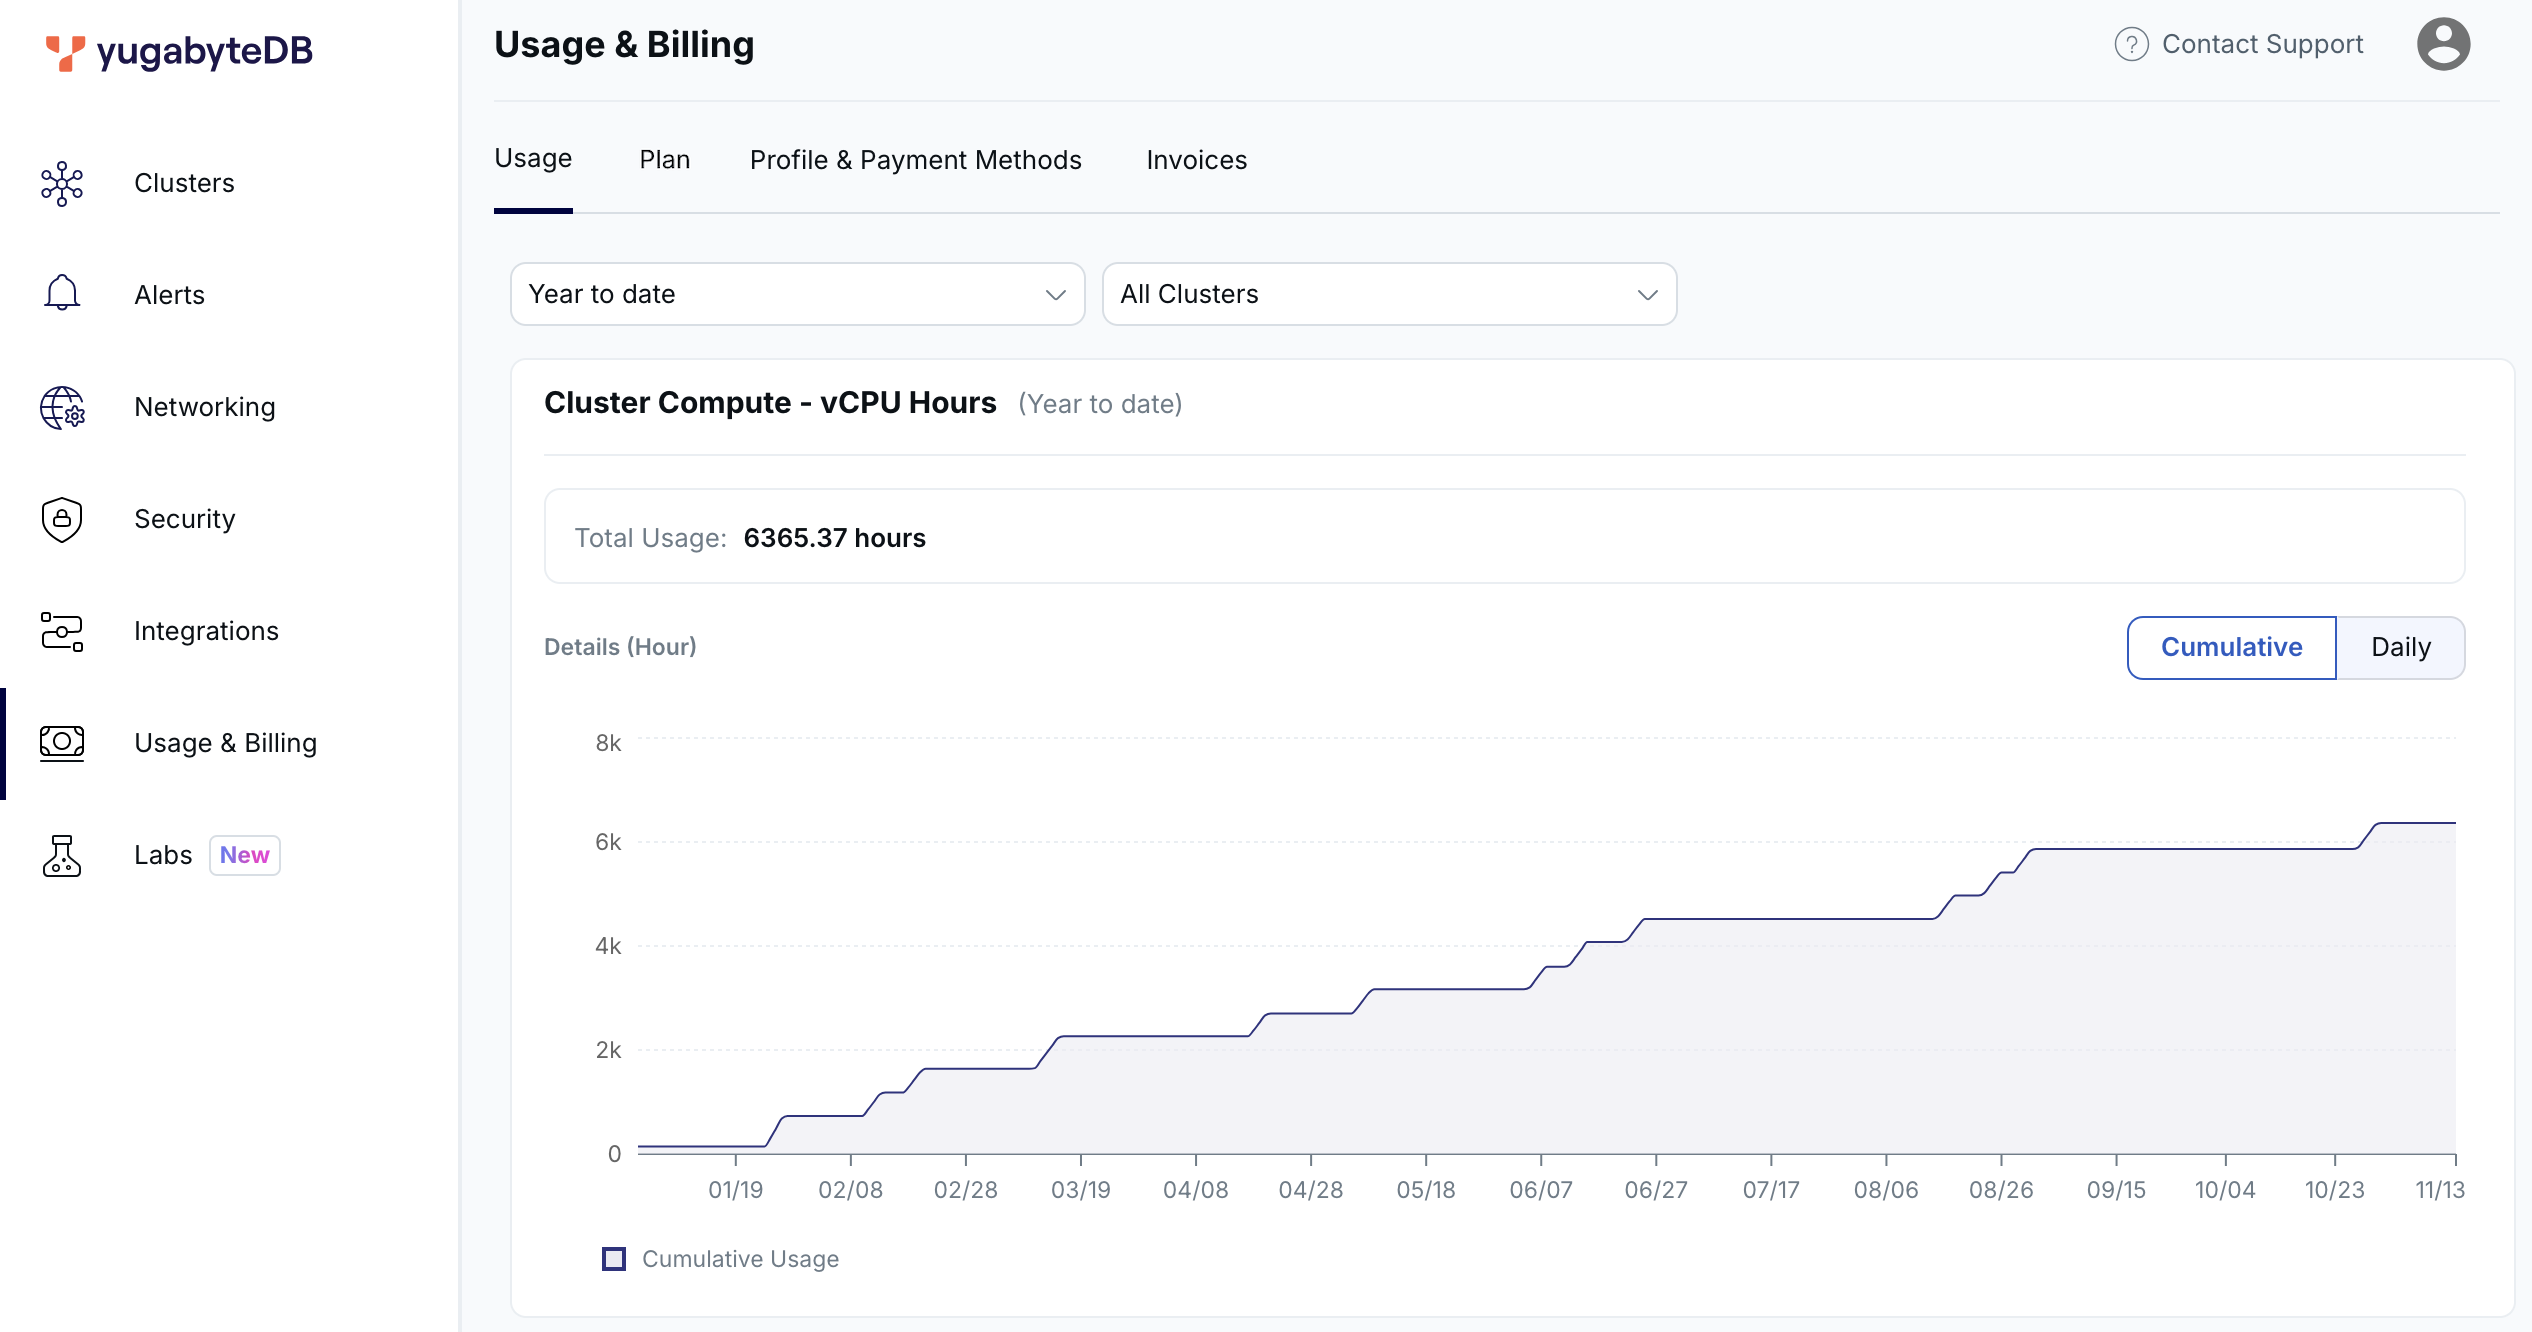 yugabyteDB
Clusters
Alerts
Networking
Security
Integrations
Usage & Billing
Labs New
Usage & Billing
? Contact Support
Usage Plan Profile & Payment Methods Invoices
Year to date All Clusters
Cluster Compute - vCPU Hours (Year to date)
Total Usage: 6365.37 hours
Details (Hour) Cumulative Daily
8k
6k
4k
2k
0
01/19 02/08 02/28 03/19 04/08 04/28 05/18 06/07 06/27 07/17 08/06 08/26 09/15 10/04 10/23 11/13
Cumulative Usage